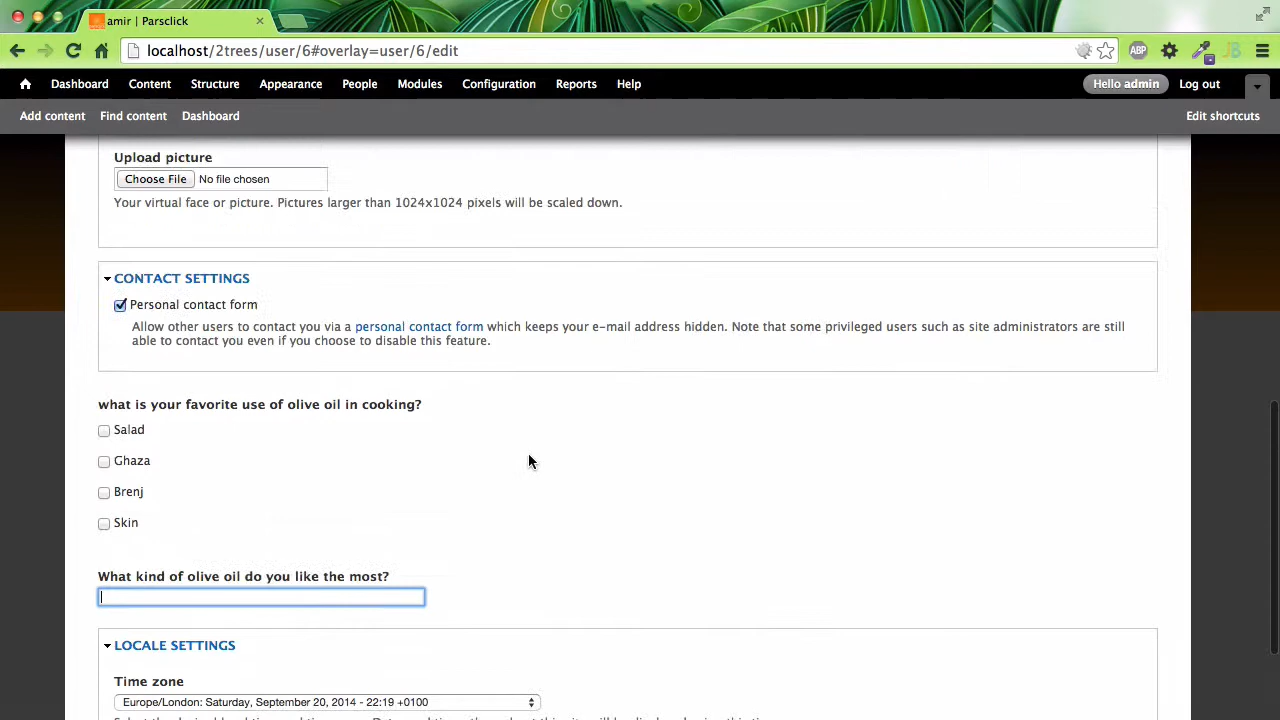 amir | Parsclick
localhost/2trees/user/6#overlay=user/6/edit
ABP
JB
Dashboard Content Structure Appearance People Modules Configuration Reports Help Hello admin Log out
Add content Find content Dashboard Edit shortcuts
Upload picture
Choose File No file chosen
Your virtual face or picture. Pictures larger than 1024x1024 pixels will be scaled down.
CONTACT SETTINGS
Personal contact form
Allow other users to contact you via a personal contact form which keeps your e-mail address hidden. Note that some privileged users such as site administrators are still
able to contact you even if you choose to disable this feature.
what is your favorite use of olive oil in cooking?
Salad
Ghaza
Brenj
Skin
What kind of olive oil do you like the most?
LOCALE SETTINGS
Time zone
Europe/London: Saturday, September 20, 2014 - 22:19 +0100